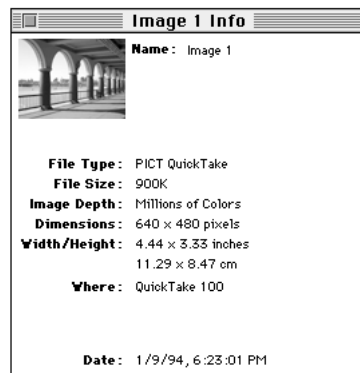 Image 1 Info
Name: Image 1
File Type: PICT QuickTake
File Size: 900K
Image Depth: Millions of Colors
Dimensions: 640 x 480 pixels
Width/Height: 4.44 x 3.33 inches
11.29 x 8.47 cm
Where: QuickTake 100
Date: 1/9/94, 6:23:01 PM